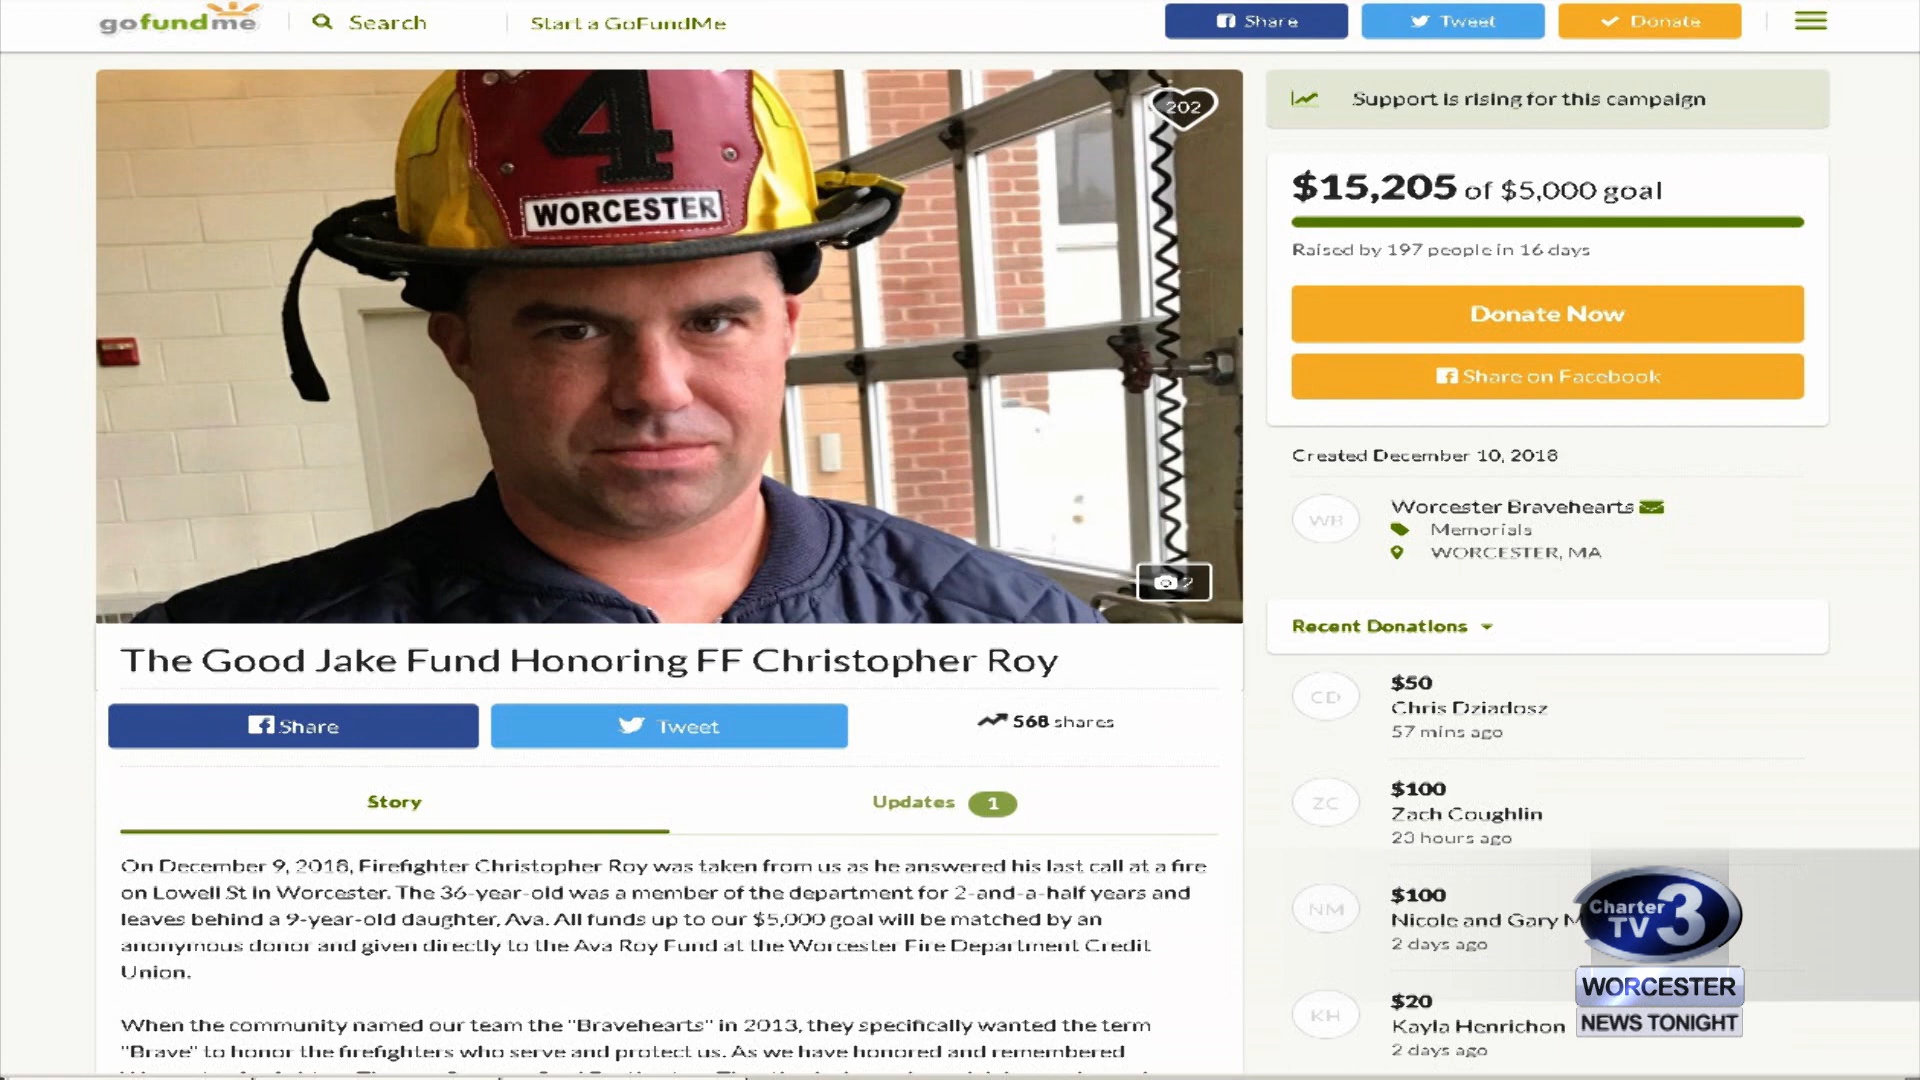 gofundme
Search
Start a GoFundMe
Share
Tweet
Donate
4
WORCESTER
202
2
Support is rising for this campaign
$15,205 of $5,000 goal
Raised by 197 people in 16 days
Donate Now
Share on Facebook
Created December 10, 2018
WB
Worcester Bravehearts
Memorials
WORCESTER, MA
The Good Jake Fund Honoring FF Christopher Roy
Share
Tweet
568 shares
Story
Updates 1
On December 9, 2018, Firefighter Christopher Roy was taken from us as he answered his last call at a fire
on Lowell St in Worcester. The 36-year-old was a member of the department for 2-and-a-half years and
leaves behind a 9-year-old daughter, Ava. All funds up to our $5,000 goal will be matched by an
anonymous donor and given directly to the Ava Roy Fund at the Worcester Fire Department Credit
Union.
When the community named our team the "Bravehearts" in 2013, they specifically wanted the term
"Brave" to honor the firefighters who serve and protect us. As we have honored and remembered
Recent Donations
CD
$50
Chris Dziadosz
57 mins ago
ZC
$100
Zach Coughlin
23 hours ago
NM
$100
Nicole and Gary M
2 days ago
KH
$20
Kayla Henrichon
2 days ago
Charter
TV 3
WORCESTER
NEWS TONIGHT